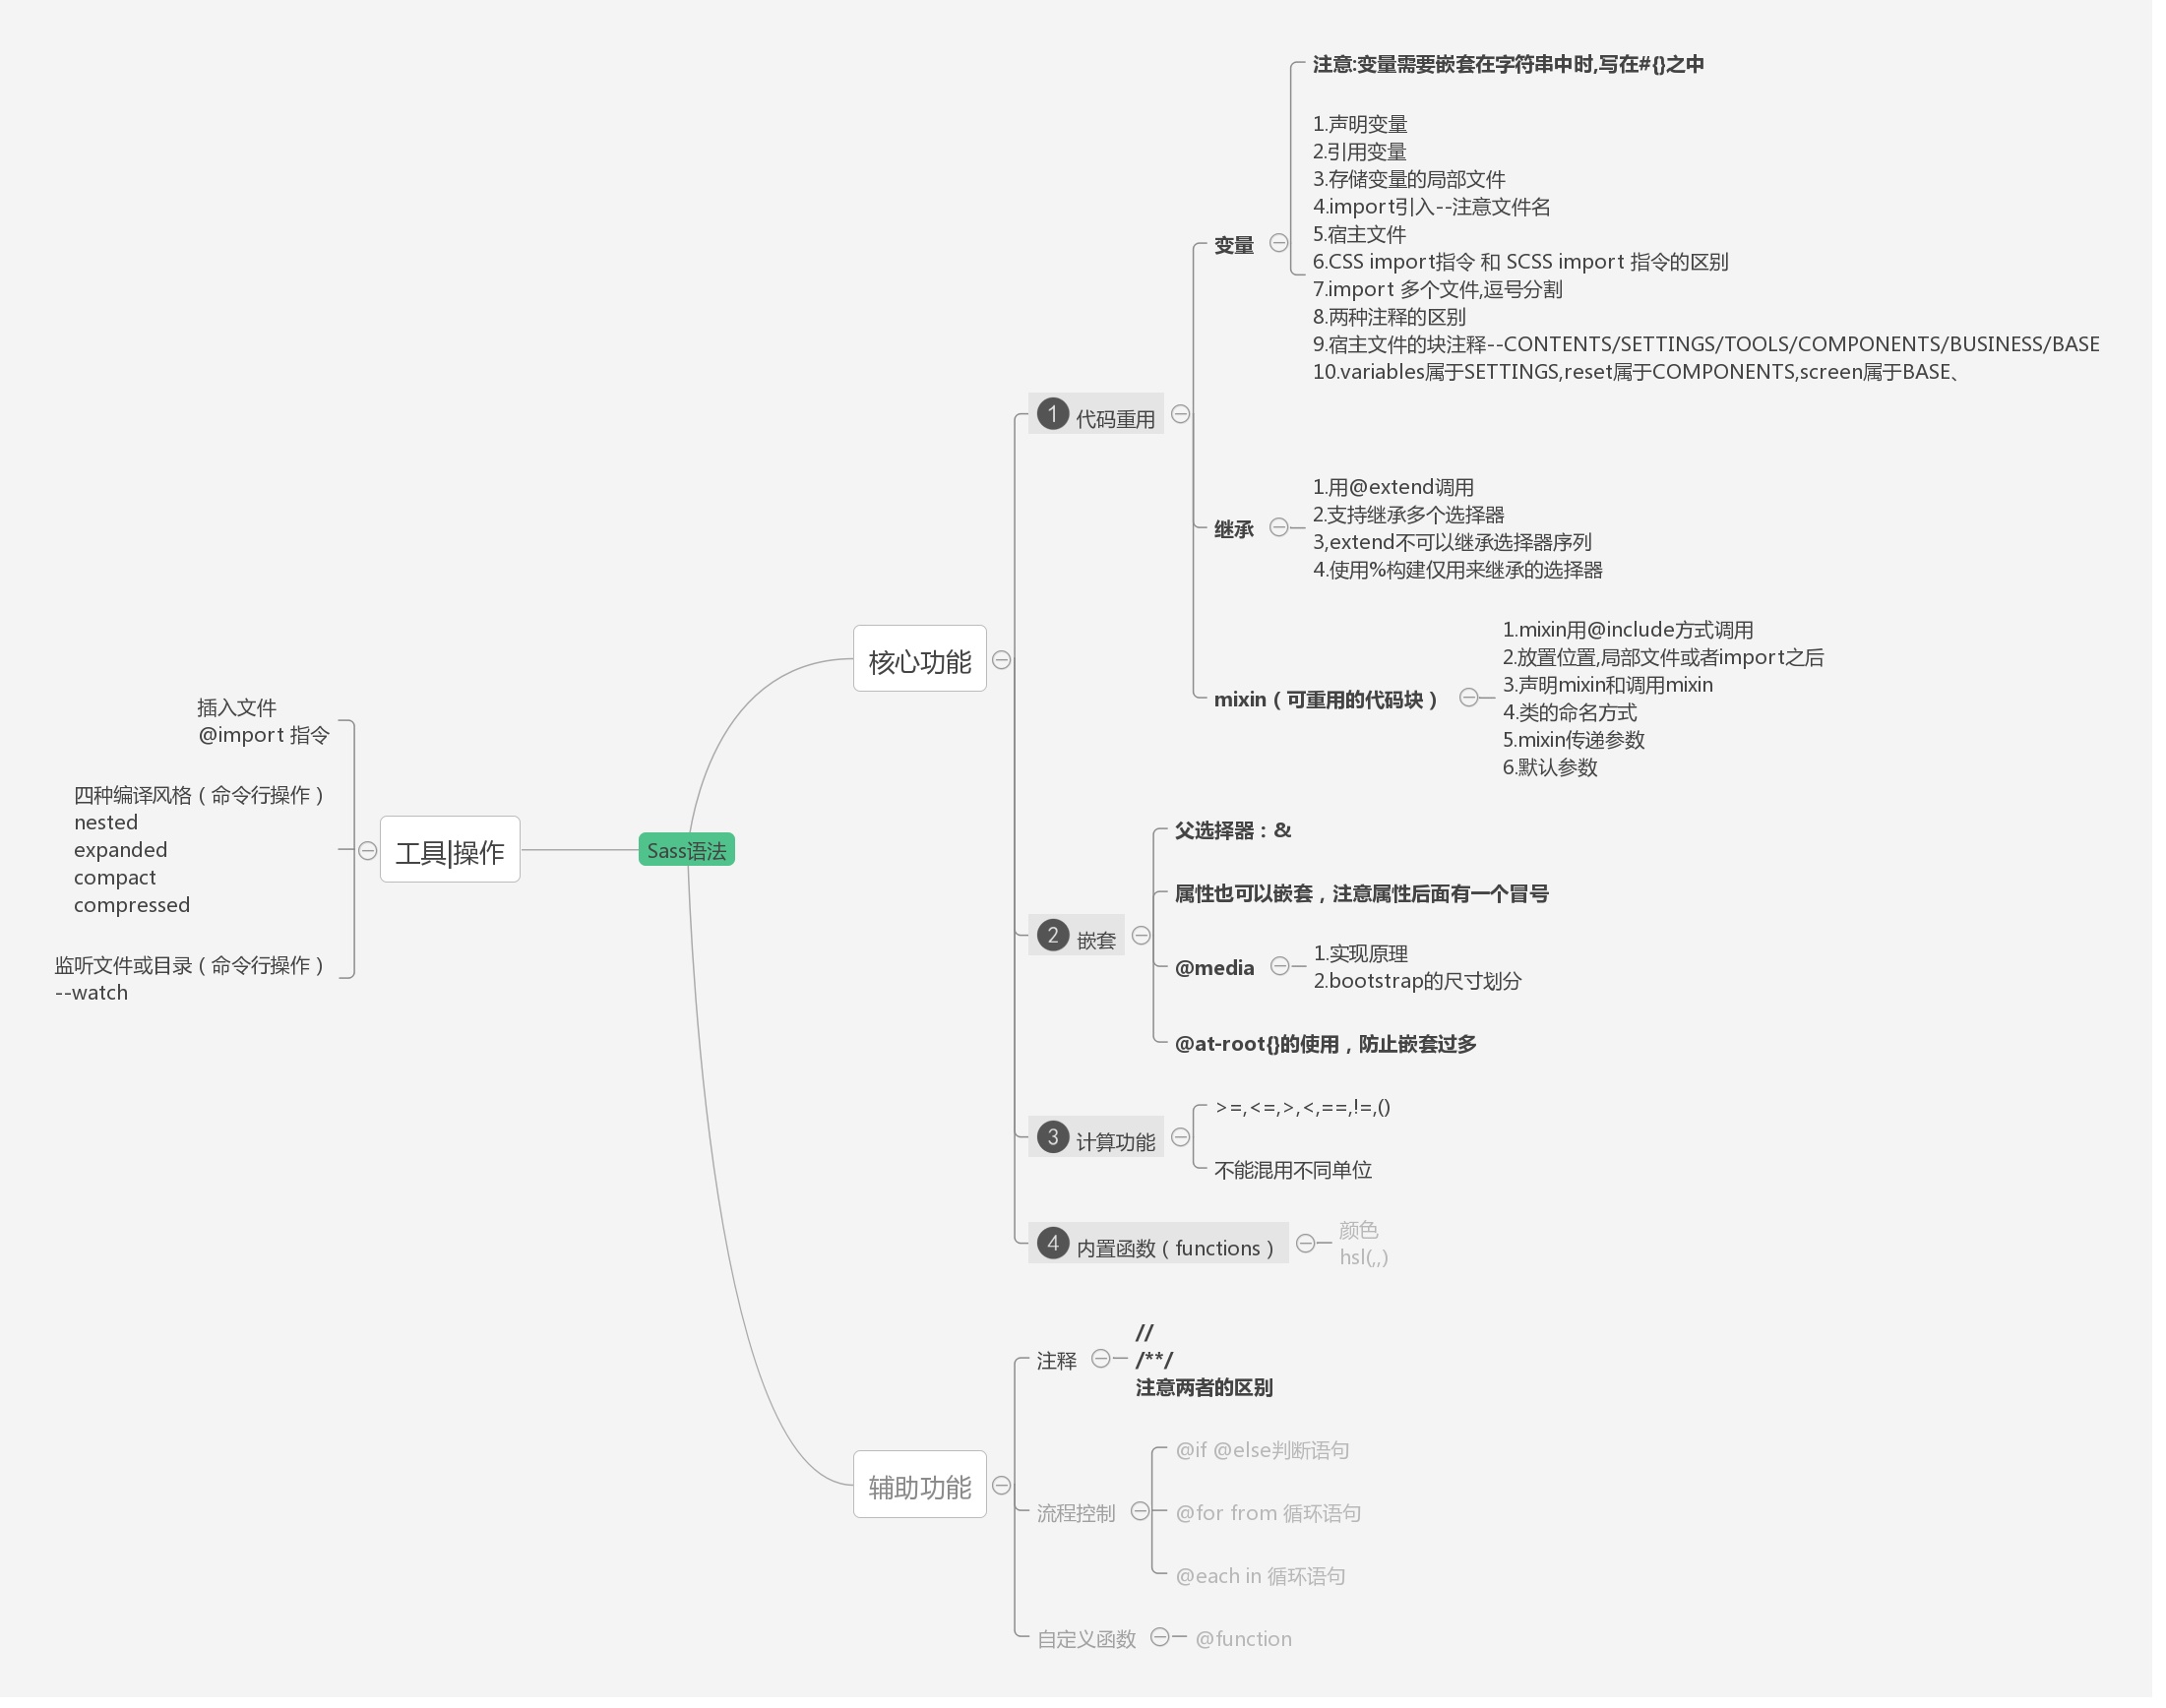 Sass语法
核心功能
1 代码重用
变量
注意:变量需要嵌套在字符串中时,写在#{}之中
1.声明变量
2.引用变量
3.存储变量的局部文件
4.import引入--注意文件名
5.宿主文件
6.CSS import指令 和 SCSS import 指令的区别
7.import 多个文件,逗号分割
8.两种注释的区别
9.宿主文件的块注释--CONTENTS/SETTINGS/TOOLS/COMPONENTS/BUSINESS/BASE
10.variables属于SETTINGS,reset属于COMPONENTS,screen属于BASE、
继承
1.用@extend调用
2.支持继承多个选择器
3,extend不可以继承选择器序列
4.使用%构建仅用来继承的选择器
mixin（可重用的代码块）
1.mixin用@include方式调用
2.放置位置,局部文件或者import之后
3.声明mixin和调用mixin
4.类的命名方式
5.mixin传递参数
6.默认参数
2 嵌套
父选择器：&
属性也可以嵌套，注意属性后面有一个冒号
@media
1.实现原理
2.bootstrap的尺寸划分
@at-root{}的使用，防止嵌套过多
3 计算功能
>=,<=,>,<,==,!=,()
不能混用不同单位
4 内置函数（functions）
颜色
hsl(,,)
辅助功能
注释
//
/**/
注意两者的区别
流程控制
@if @else判断语句
@for from 循环语句
@each in 循环语句
自定义函数
@function
工具|操作
插入文件
@import 指令
四种编译风格（命令行操作）
nested
expanded
compact
compressed
监听文件或目录（命令行操作）
--watch